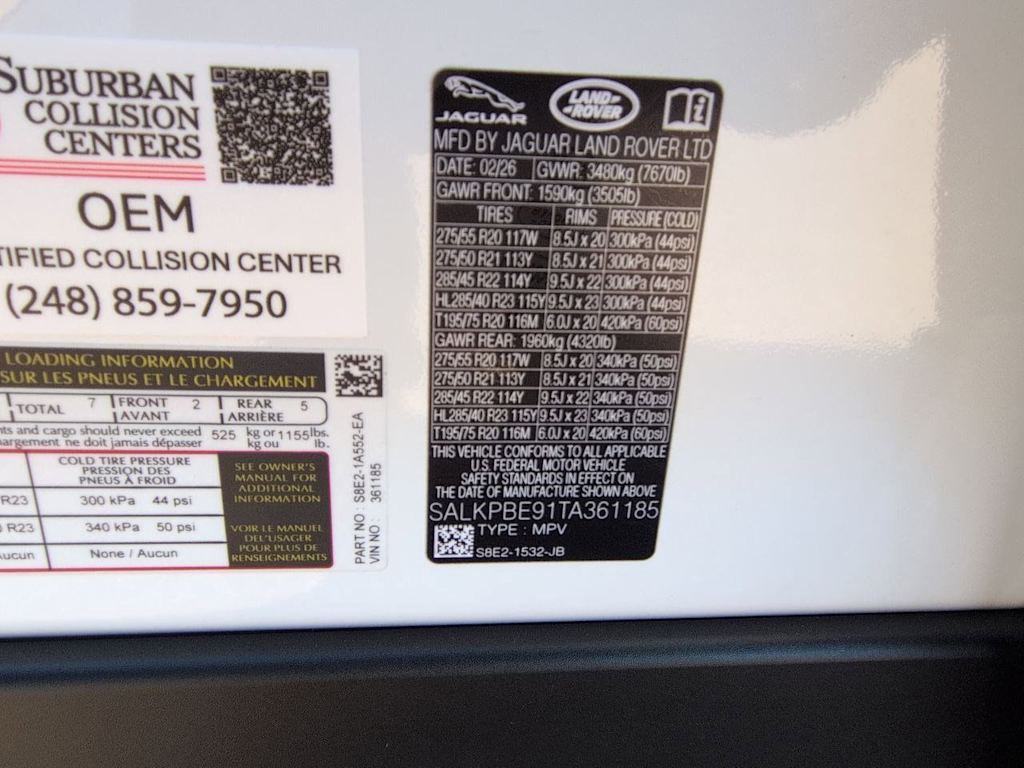 SUBURBAN
COLLISION
CENTERS
OEM
TIFIED COLLISION CENTER
(248) 859-7950
LOADING INFORMATION
SUR LES PNEUS ET LE CHARGEMENT
TOTAL 7 FRONT AVANT 2 REAR ARRIÈRE 5
nts and cargo should never exceed 525 kg or 1155 lbs.
argement ne doit jamais dépasser kg ou lb.
COLD TIRE PRESSURE
PRESSION DES
PNEUS À FROID
R23 300 kPa 44 psi
R23 340 kPa 50 psi
Aucun None / Aucun
SEE OWNER'S
MANUAL FOR
ADDITIONAL
INFORMATION
VOIR LE MANUEL
DEL'USAGER
POUR PLUS DE
RENSEIGNEMENTS
PART NO : S8E2-1A552-EA
VIN NO : 361185
JAGUAR
LAND ROVER
MFD BY JAGUAR LAND ROVER LTD
DATE: 02/26 GVWR: 3480kg (7670lb)
GAWR FRONT: 1590kg (3505lb)
TIRES RIMS PRESSURE (COLD)
275/55 R20 117W 8.5J x 20 300kPa (44psi)
275/50 R21 113Y 8.5J x 21 300kPa (44psi)
285/45 R22 114Y 9.5J x 22 300kPa (44psi)
HL285/40 R23 115Y 9.5J x 23 300kPa (44psi)
T195/75 R20 116M 6.0J x 20 420kPa (60psi)
GAWR REAR: 1960kg (4320lb)
275/55 R20 117W 8.5J x 20 340kPa (50psi)
275/50 R21 113Y 8.5J x 21 340kPa (50psi)
285/45 R22 114Y 9.5J x 22 340kPa (50psi)
HL285/40 R23 115Y 9.5J x 23 340kPa (50psi)
T195/75 R20 116M 6.0J x 20 420kPa (60psi)
THIS VEHICLE CONFORMS TO ALL APPLICABLE
U.S. FEDERAL MOTOR VEHICLE
SAFETY STANDARDS IN EFFECT ON
THE DATE OF MANUFACTURE SHOWN ABOVE
SALKPBE91TA361185
TYPE : MPV
S8E2-1532-JB